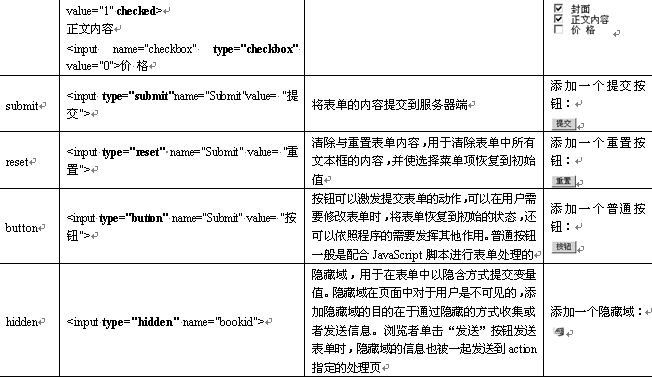 value="1" checked>
正文内容
<input name="checkbox" type="checkbox"
value="0">价 格
封面
正文内容
价 格
submit
<input type="submit"name="Submit"value= "提
交">
将表单的内容提交到服务器端
添加一个提交按
钮：
提交
reset
<input type="reset" name="Submit" value= "重
置">
清除与重置表单内容，用于清除表单中所有
文本框的内容，并使选择菜单项恢复到初始
值
添加一个重置按
钮：
重置
button
<input type="button" name="Submit" value= "按
钮">
按钮可以激发提交表单的动作，可以在用户需
要修改表单时，将表单恢复到初始的状态，还
可以依照程序的需要发挥其他作用。普通按钮
一般是配合 JavaScript 脚本进行表单处理的
添加一个普通按
钮：
按钮
hidden
<input type="hidden" name="bookid">
隐藏域，用于在表单中以隐含方式提交变量
值。隐藏域在页面中对于用户是不可见的，添
加隐藏域的目的在于通过隐藏的方式收集或
者发送信息。浏览者单击“发送”按钮发送
表单时，隐藏域的信息也被一起发送到 action
指定的处理页
添加一个隐藏域：